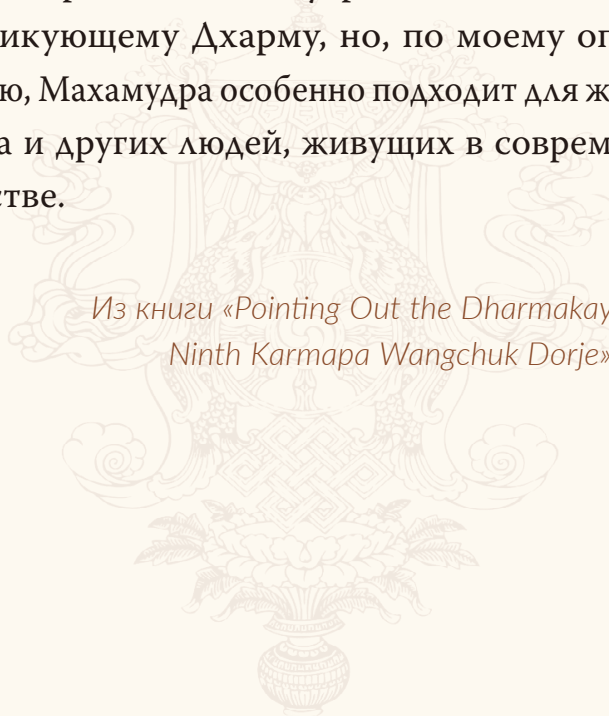 икующему Дхарму, но, по моему оп
ю, Махамудра особенно подходит для ж
а и других людей, живущих в соврем
стве.
Из книги «Pointing Out the Dharmakay
Ninth Karmapa Wangchuk Dorje»